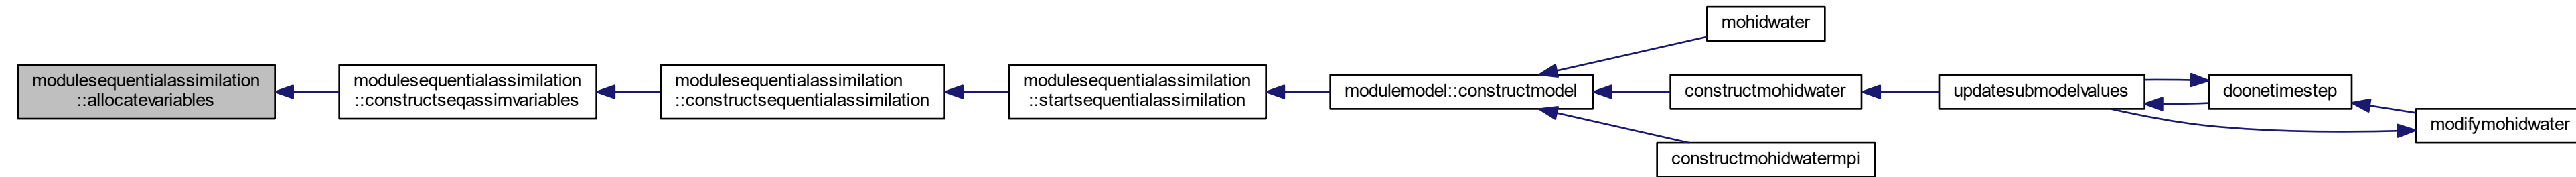 modulesequentialassimilation
::allocatevariables
modulesequentialassimilation
::constructseqassimvariables
modulesequentialassimilation
::constructsequentialassimilation
modulesequentialassimilation
::startsequentialassimilation
modulemodel::constructmodel
mohidwater
constructmohidwater
constructmohidwatermpi
updatesubmodelvalues
doonetimestep
modifymohidwater